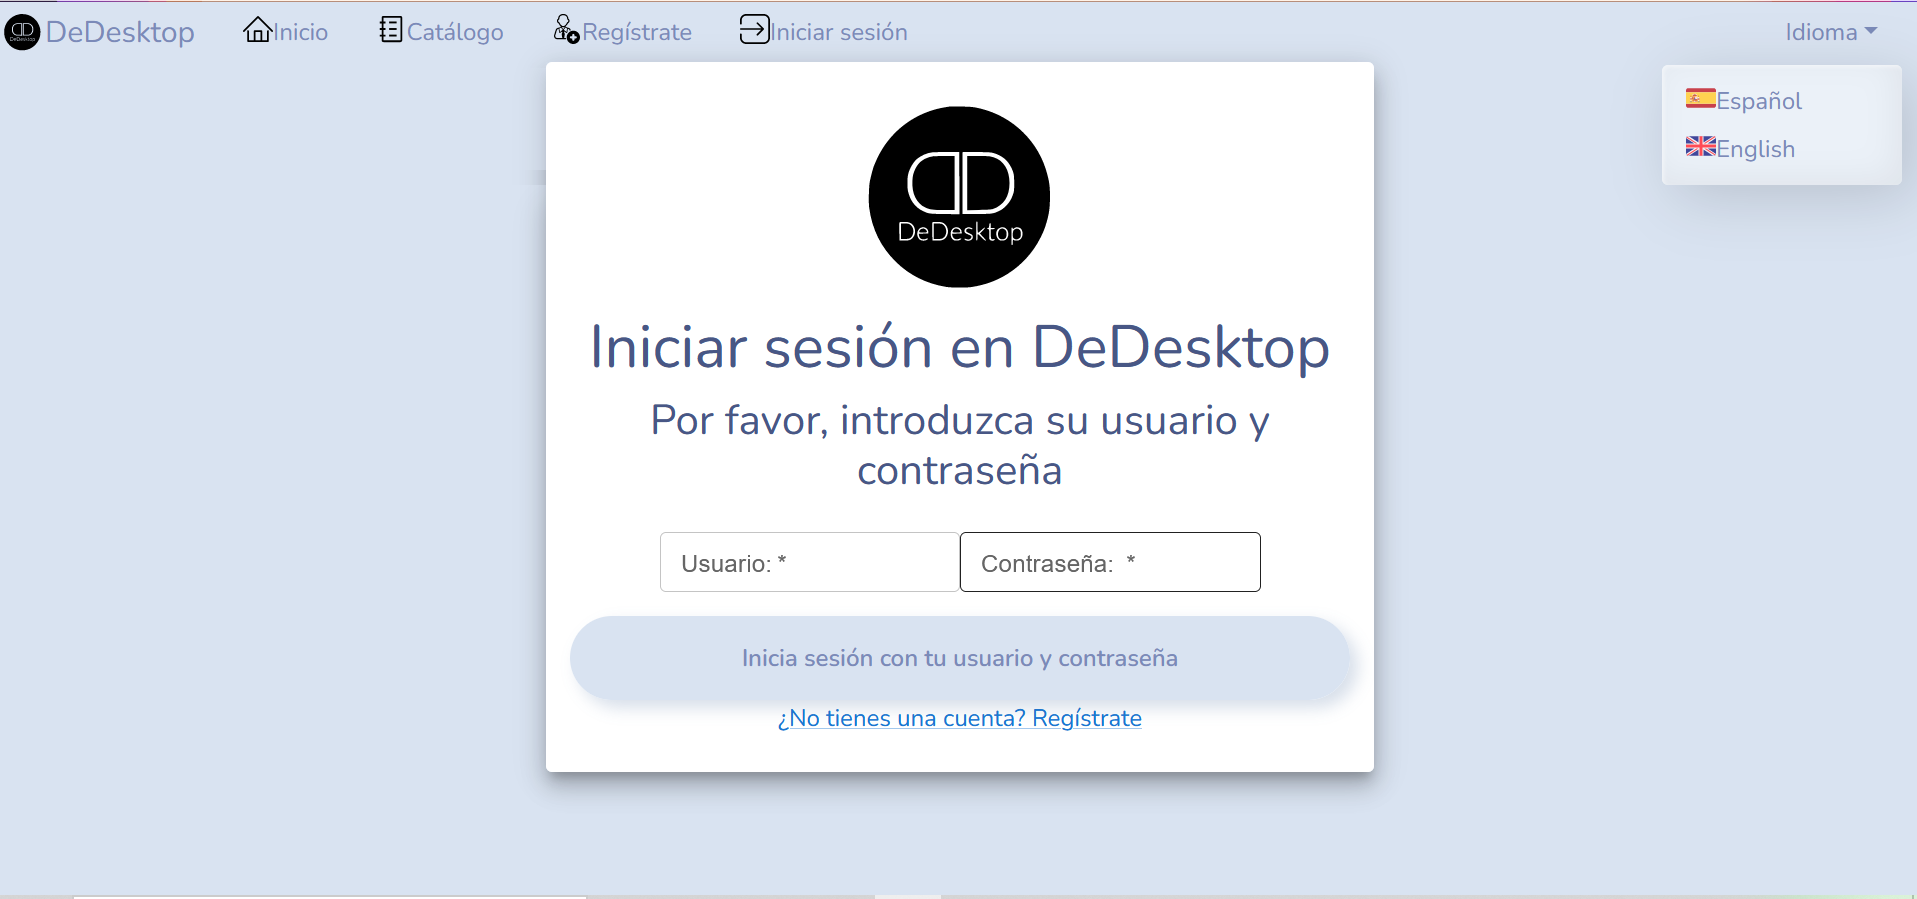 DeDesktop Inicio Catálogo Regístrate Iniciar sesión Idioma
Español
English
DeDesktop
Iniciar sesión en DeDesktop
Por favor, introduzca su usuario y
contraseña
Usuario: * Contraseña: *
Inicia sesión con tu usuario y contraseña
¿No tienes una cuenta? Regístrate